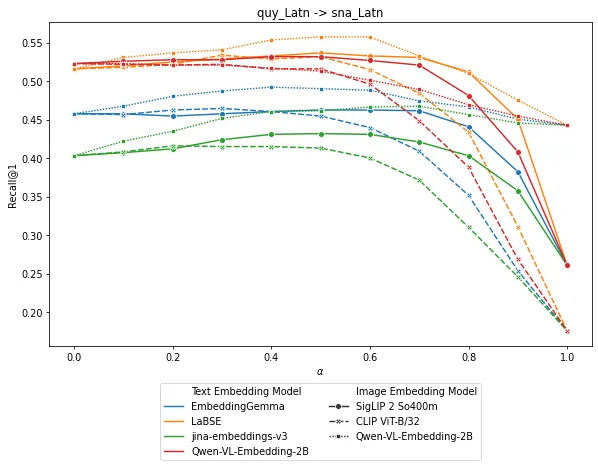 quy_Latn -> sna_Latn
Recall@1
0.55
0.50
0.45
0.40
0.35
0.30
0.25
0.20
0.0 0.2 0.4 0.6 0.8 1.0
α
Text Embedding Model
EmbeddingGemma
LaBSE
jina-embeddings-v3
Qwen-VL-Embedding-2B
Image Embedding Model
SigLIP 2 So400m
CLIP ViT-B/32
Qwen-VL-Embedding-2B